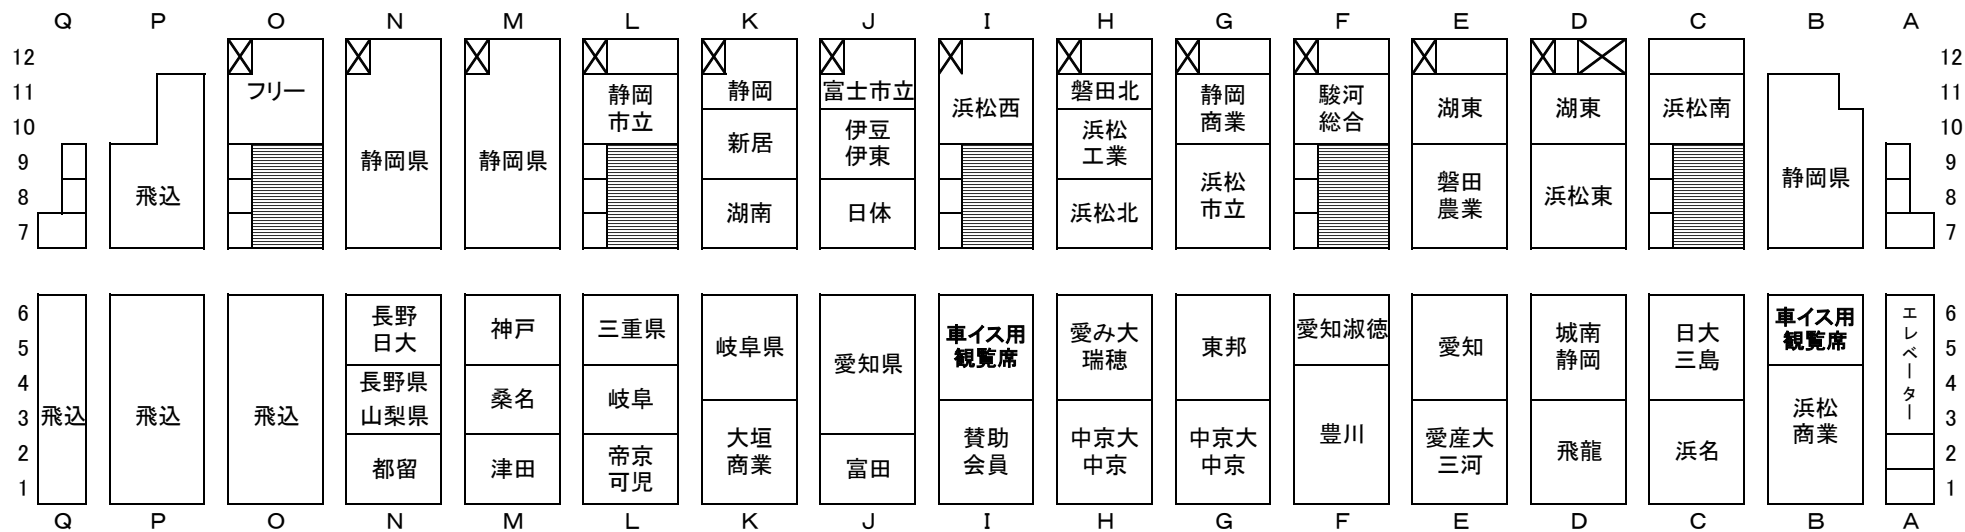 Q P O N M L K J I H G F E D C B A
12 12
11 フリー 静岡 静岡 富士市立 浜松西 磐田北 静岡 駿河 湖東 湖東 浜松南 11
10 市立 新居 伊豆 浜松 商業 総合 10
9 静岡県 静岡県 伊東 工業 浜松 磐田 静岡県 9
8 飛込 湖南 日体 浜松北 市立 農業 浜松東 8
7 7
6 長野 神戸 三重県 岐阜県 愛知県 車イス用 愛み大 東邦 愛知淑徳 愛知 城南 日大 車イス用 エレベーター 6
5 日大 観覧席 瑞穂 静岡 三島 観覧席 5
4 長野県 桑名 岐阜 豊川 浜松 4
3 飛込 飛込 飛込 山梨県 大垣 賛助 中京大 中京大 愛産大 飛龍 浜名 商業 3
2 都留 津田 帝京 商業 富田 会員 中京 中京 三河 2
1 可児 1
Q P O N M L K J I H G F E D C B A